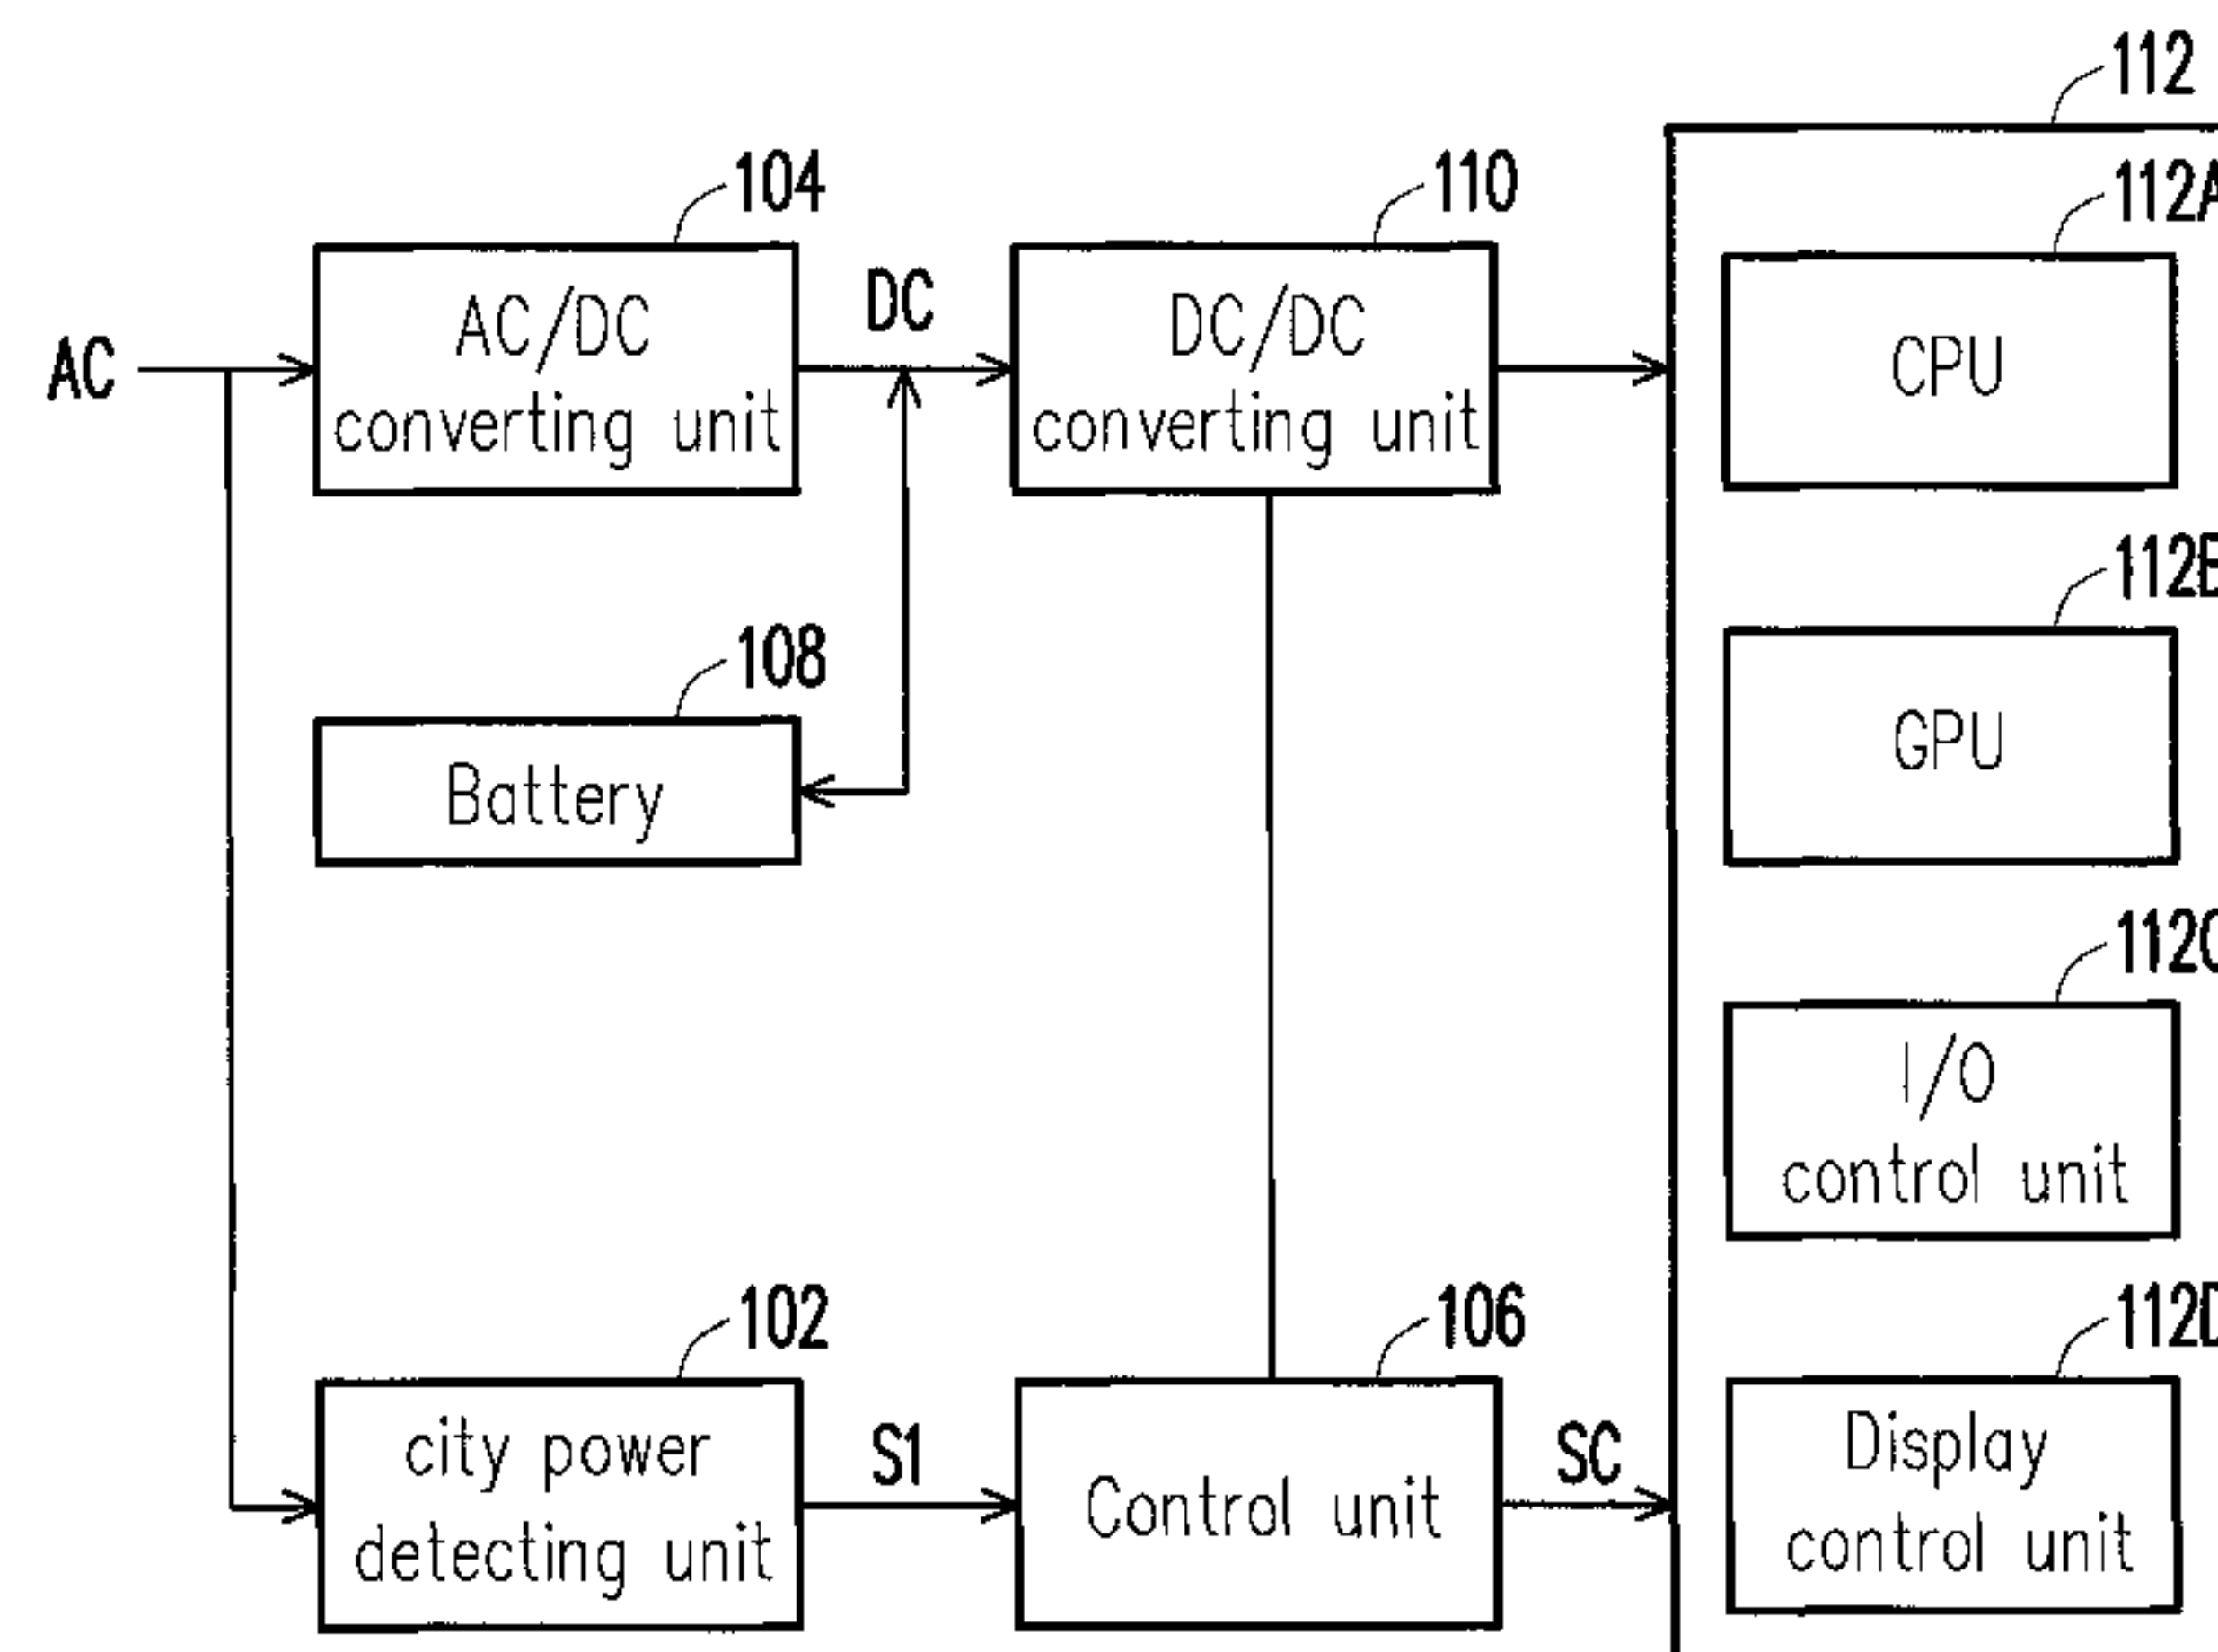 112
104
110
112A
AC
AC/DC
converting unit
DC
DC/DC
converting unit
CPU
108
112B
Battery
GPU
112C
I/O
control unit
102
106
112D
city power
detecting unit
S1
Control unit
SC
Display
control unit